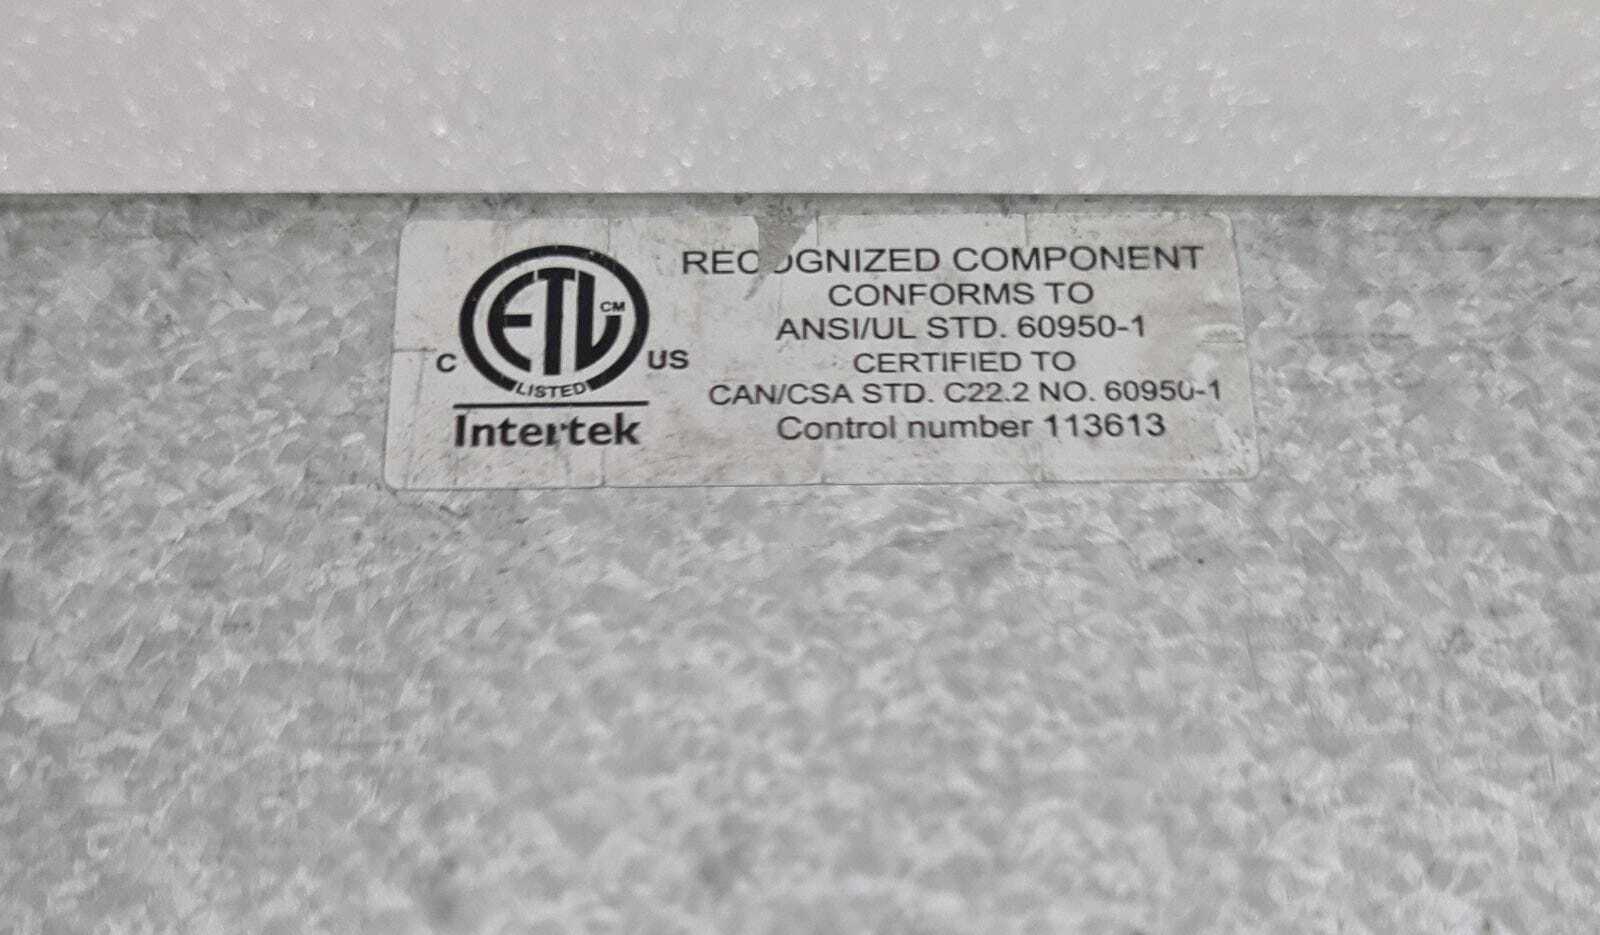 ETL CM
C US
LISTED
Intertek
RECOGNIZED COMPONENT
CONFORMS TO
ANSI/UL STD. 60950-1
CERTIFIED TO
CAN/CSA STD. C22.2 NO. 60950-1
Control number 113613